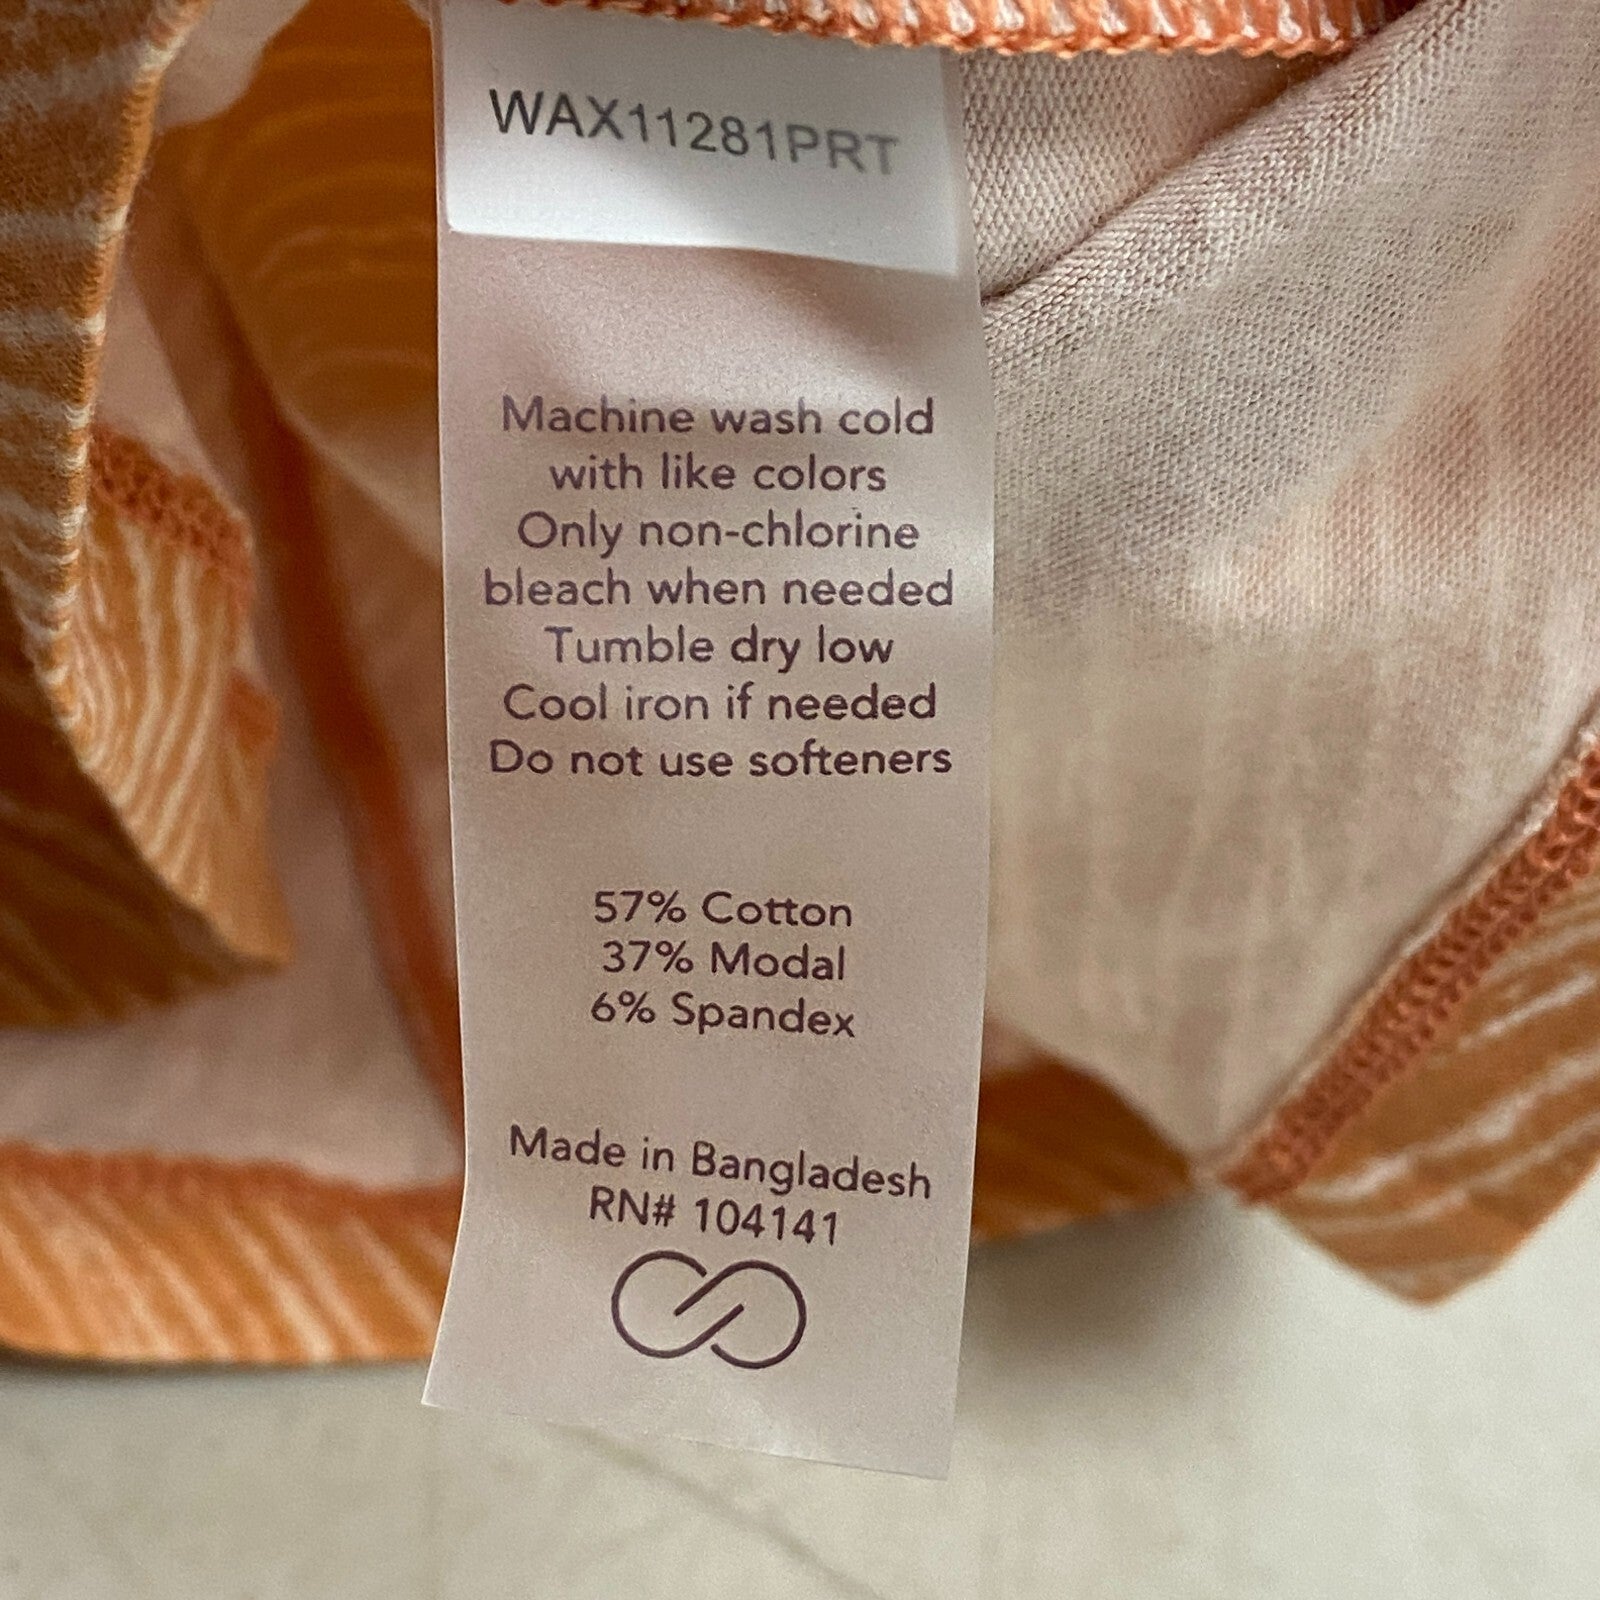 WAX11281PRT
Machine wash cold
with like colors
Only non-chlorine
bleach when needed
Tumble dry low
Cool iron if needed
Do not use softeners
57% Cotton
37% Modal
6% Spandex
Made in Bangladesh
RN# 104141